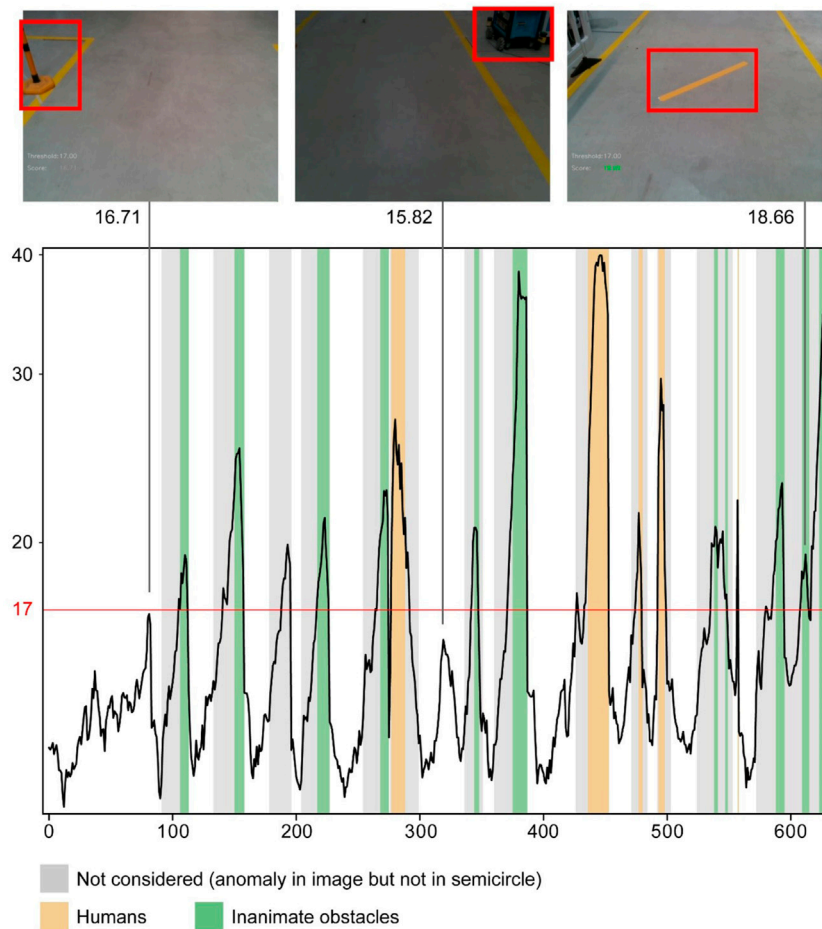 Threshold:17.00
Score:
Threshold:17.00
Score:
16.71
15.82
18.66
40
30
20
17
0
100
200
300
400
500
600
Not considered (anomaly in image but not in semicircle)
Humans
Inanimate obstacles